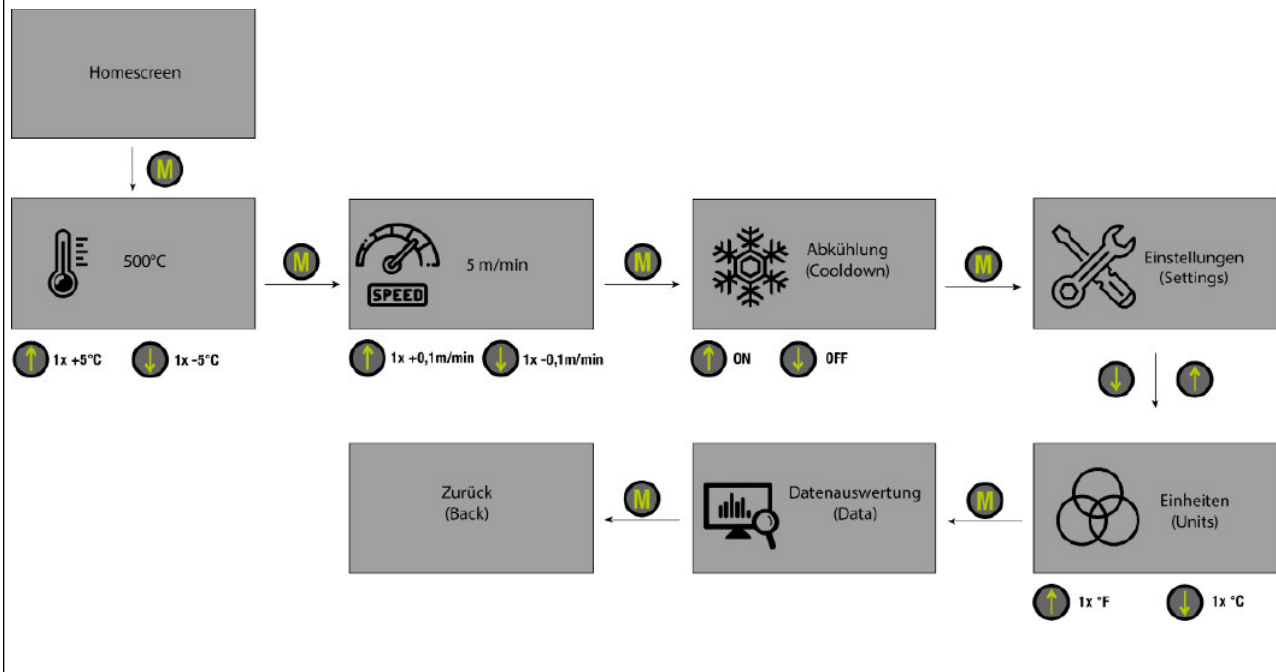 Homescreen
M
500°C
M
SPEED
5 m/min
M
Abkühlung
(Cooldown)
M
Einstellungen
(Settings)
1x +5°C
1x -5°C
1x +0,1m/min
1x -0,1m/min
ON
OFF
Zurück
(Back)
M
Datenauswertung
(Data)
M
Einheiten
(Units)
1x °F
1x °C